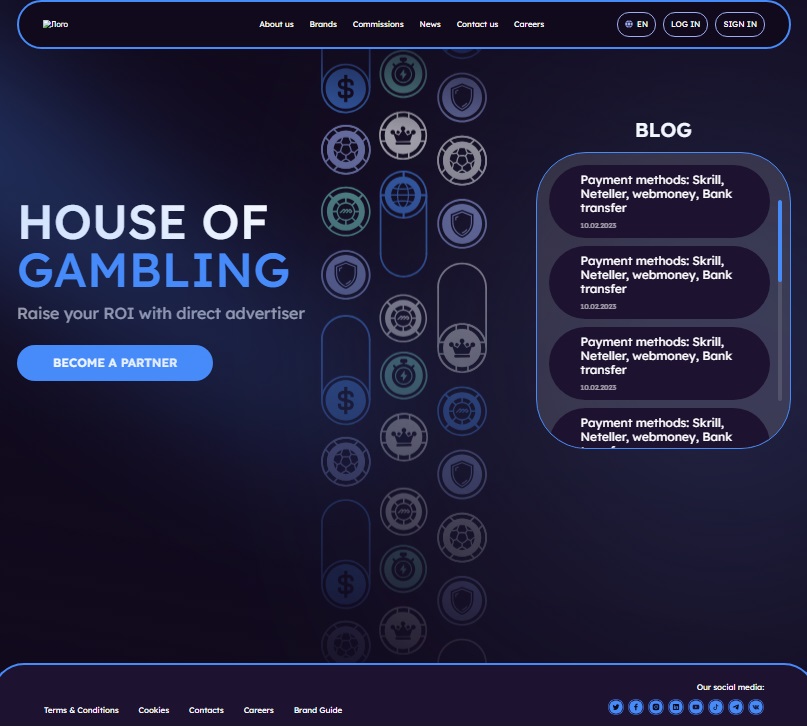 Лого
About us Brands Commissions News Contact us Careers
EN LOG IN SIGN IN
BLOG
Payment methods: Skrill,
Neteller, webmoney, Bank
transfer
10.02.2023
Payment methods: Skrill,
Neteller, webmoney, Bank
transfer
10.02.2023
Payment methods: Skrill,
Neteller, webmoney, Bank
transfer
10.02.2023
Payment methods: Skrill,
Neteller, webmoney, Bank
HOUSE OF
GAMBLING
Raise your ROI with direct advertiser
BECOME A PARTNER
Our social media:
Terms & Conditions Cookies Contacts Careers Brand Guide